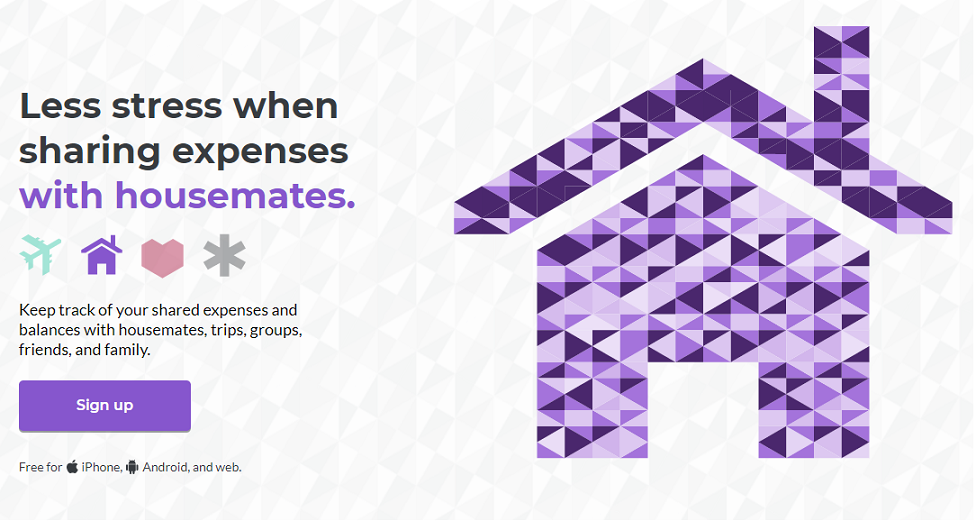 Less stress when
sharing expenses
with housemates.
Keep track of your shared expenses and
balances with housemates, trips, groups,
friends, and family.
Sign up
Free for iPhone, Android, and web.